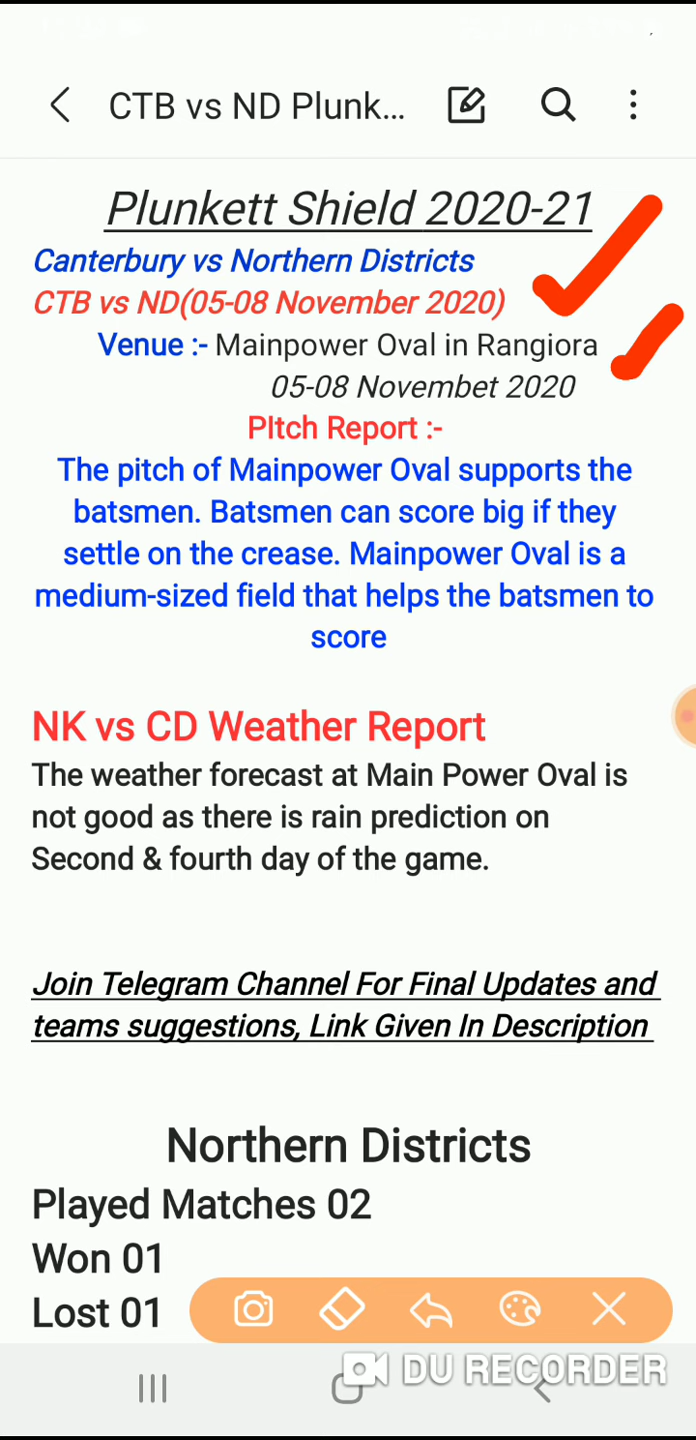 CTB vs ND Plunk...
Plunkett Shield 2020-21
Canterbury vs Northern Districts
CTB vs ND(05-08 November 2020)
Venue :- Mainpower Oval in Rangiora
05-08 Novembet 2020
PItch Report :-
The pitch of Mainpower Oval supports the
batsmen. Batsmen can score big if they
settle on the crease. Mainpower Oval is a
medium-sized field that helps the batsmen to
score
NK vs CD Weather Report
The weather forecast at Main Power Oval is
not good as there is rain prediction on
Second & fourth day of the game.
Join Telegram Channel For Final Updates and
teams suggestions, Link Given In Description
Northern Districts
Played Matches 02
Won 01
Lost 01
DU RECORDER